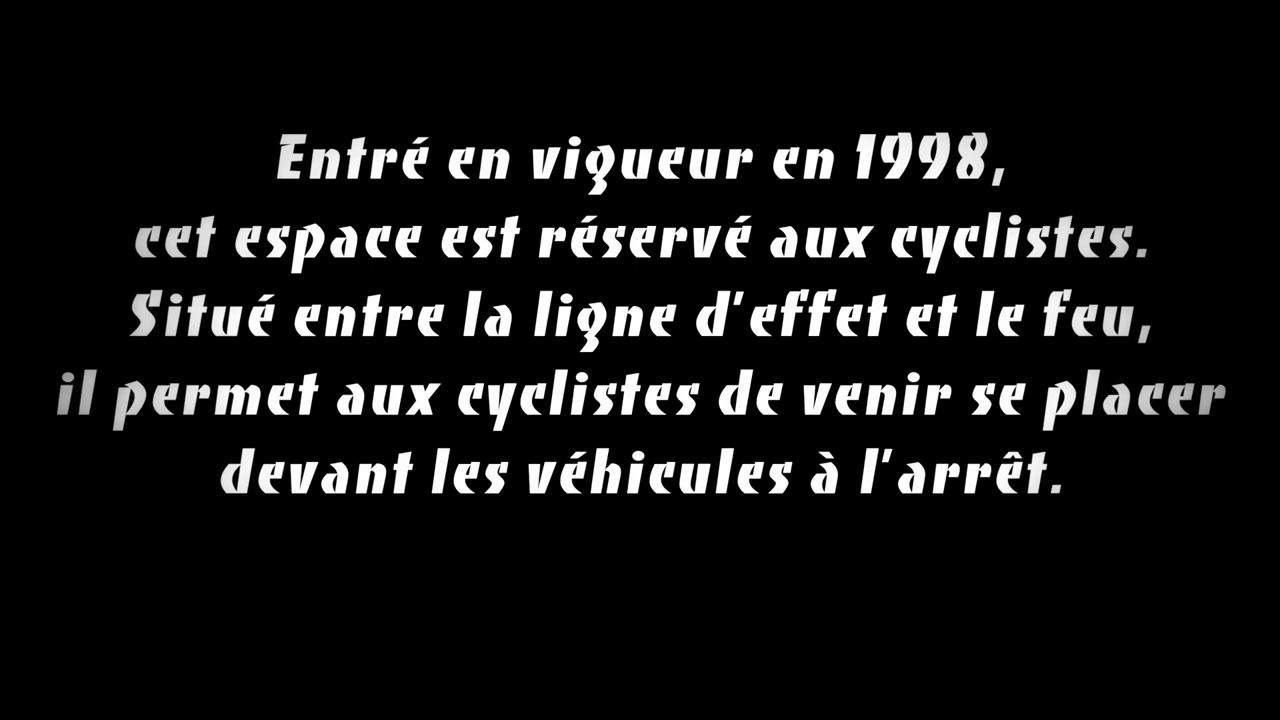 Entré en vigueur en 1998,
cet espace est réservé aux cyclistes.
Situé entre la ligne d'effet et le feu,
il permet aux cyclistes de venir se placer
devant les véhicules à l'arrêt.